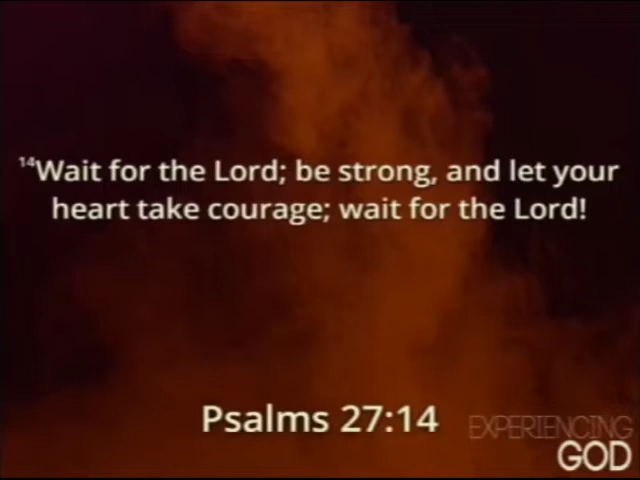 ¹⁴Wait for the Lord; be strong, and let your
heart take courage; wait for the Lord!
Psalms 27:14
EXPERIENCING
GOD